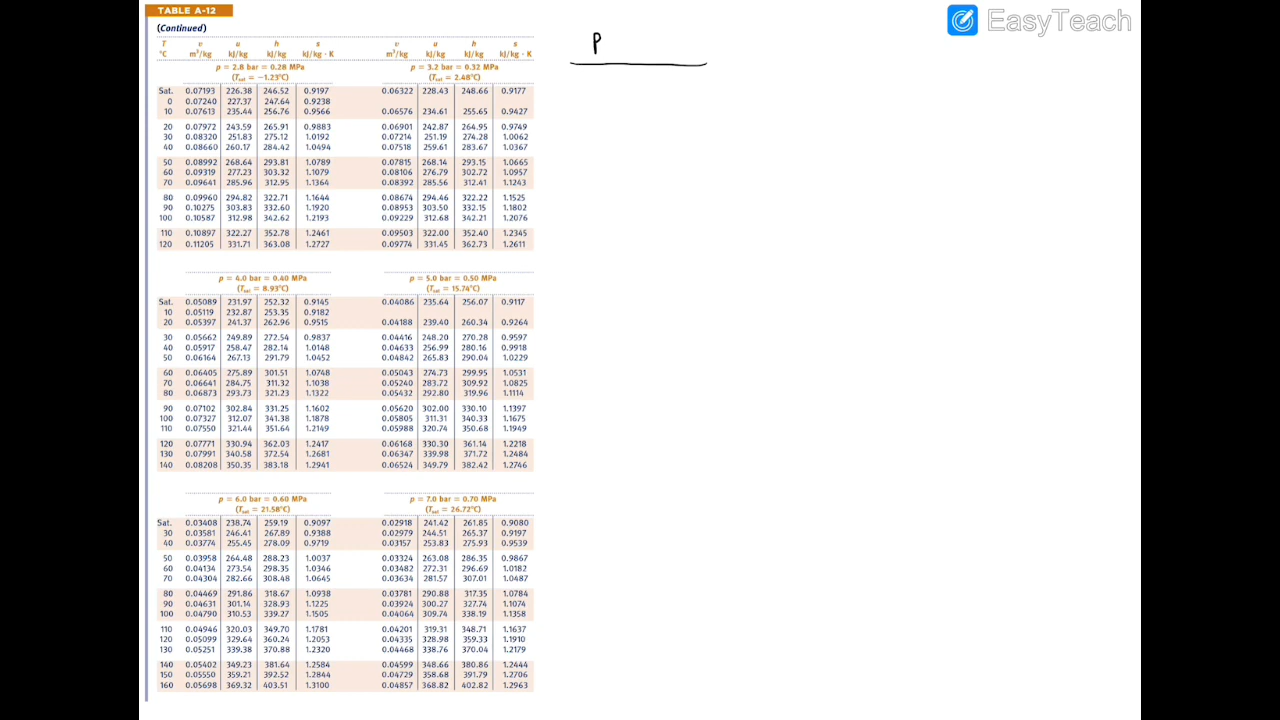 TABLE A-12
EasyTeach
(Continued)
P
T v u h s v u h s
°C m³/kg kJ/kg kJ/kg kJ/kg · K m³/kg kJ/kg kJ/kg kJ/kg · K
p = 2.8 bar = 0.28 MPa p = 3.2 bar = 0.32 MPa
(Tsat = −1.23°C) (Tsat = 2.48°C)
Sat. 0.07193 226.38 246.52 0.9197 0.06322 228.43 248.66 0.9177
0 0.07240 227.37 247.64 0.9238
10 0.07613 235.44 256.76 0.9566 0.06576 234.61 255.65 0.9427
20 0.07972 243.59 265.91 0.9883 0.06901 242.87 264.95 0.9749
30 0.08320 251.83 275.12 1.0192 0.07214 251.19 274.28 1.0062
40 0.08660 260.17 284.42 1.0494 0.07518 259.61 283.67 1.0367
50 0.08992 268.64 293.81 1.0789 0.07815 268.14 293.15 1.0665
60 0.09319 277.23 303.32 1.1079 0.08106 276.79 302.72 1.0957
70 0.09641 285.96 312.95 1.1364 0.08392 285.56 312.41 1.1243
80 0.09960 294.82 322.71 1.1644 0.08674 294.46 322.22 1.1525
90 0.10275 303.83 332.60 1.1920 0.08953 303.50 332.15 1.1802
100 0.10587 312.98 342.62 1.2193 0.09229 312.68 342.21 1.2076
110 0.10897 322.27 352.78 1.2461 0.09503 322.00 352.40 1.2345
120 0.11205 331.71 363.08 1.2727 0.09774 331.45 362.73 1.2611
p = 4.0 bar = 0.40 MPa p = 5.0 bar = 0.50 MPa
(Tsat = 8.93°C) (Tsat = 15.74°C)
Sat. 0.05089 231.97 252.32 0.9145 0.04086 235.64 256.07 0.9117
10 0.05119 232.87 253.35 0.9182
20 0.05397 241.37 262.96 0.9515 0.04188 239.40 260.34 0.9264
30 0.05662 249.89 272.54 0.9837 0.04416 248.20 270.28 0.9597
40 0.05917 258.47 282.14 1.0148 0.04633 256.99 280.16 0.9918
50 0.06164 267.13 291.79 1.0452 0.04842 265.83 290.04 1.0229
60 0.06405 275.89 301.51 1.0748 0.05043 274.73 299.95 1.0531
70 0.06641 284.75 311.32 1.1038 0.05240 283.72 309.92 1.0825
80 0.06873 293.73 321.23 1.1322 0.05432 292.80 319.96 1.1114
90 0.07102 302.84 331.25 1.1602 0.05620 302.00 330.10 1.1397
100 0.07327 312.07 341.38 1.1878 0.05805 311.31 340.33 1.1675
110 0.07550 321.44 351.64 1.2149 0.05988 320.74 350.68 1.1949
120 0.07771 330.94 362.03 1.2417 0.06168 330.30 361.14 1.2218
130 0.07991 340.58 372.54 1.2681 0.06347 339.98 371.72 1.2484
140 0.08208 350.35 383.18 1.2941 0.06524 349.79 382.42 1.2746
p = 6.0 bar = 0.60 MPa p = 7.0 bar = 0.70 MPa
(Tsat = 21.58°C) (Tsat = 26.72°C)
Sat. 0.03408 238.74 259.19 0.9097 0.02918 241.42 261.85 0.9080
30 0.03581 246.41 267.89 0.9388 0.02979 244.51 265.37 0.9197
40 0.03774 255.45 278.09 0.9719 0.03157 253.83 275.93 0.9539
50 0.03958 264.48 288.23 1.0037 0.03324 263.08 286.35 0.9867
60 0.04134 273.54 298.35 1.0346 0.03482 272.31 296.69 1.0182
70 0.04304 282.66 308.48 1.0645 0.03634 281.57 307.01 1.0487
80 0.04469 291.86 318.67 1.0938 0.03781 290.88 317.35 1.0784
90 0.04631 301.14 328.93 1.1225 0.03924 300.27 327.74 1.1074
100 0.04790 310.53 339.27 1.1505 0.04064 309.74 338.19 1.1358
110 0.04946 320.03 349.70 1.1781 0.04201 319.31 348.71 1.1637
120 0.05099 329.64 360.24 1.2053 0.04335 328.98 359.33 1.1910
130 0.05251 339.38 370.88 1.2320 0.04468 338.76 370.04 1.2179
140 0.05402 349.23 381.64 1.2584 0.04599 348.66 380.86 1.2444
150 0.05550 359.21 392.52 1.2844 0.04729 358.68 391.79 1.2706
160 0.05698 369.32 403.51 1.3100 0.04857 368.82 402.82 1.2963